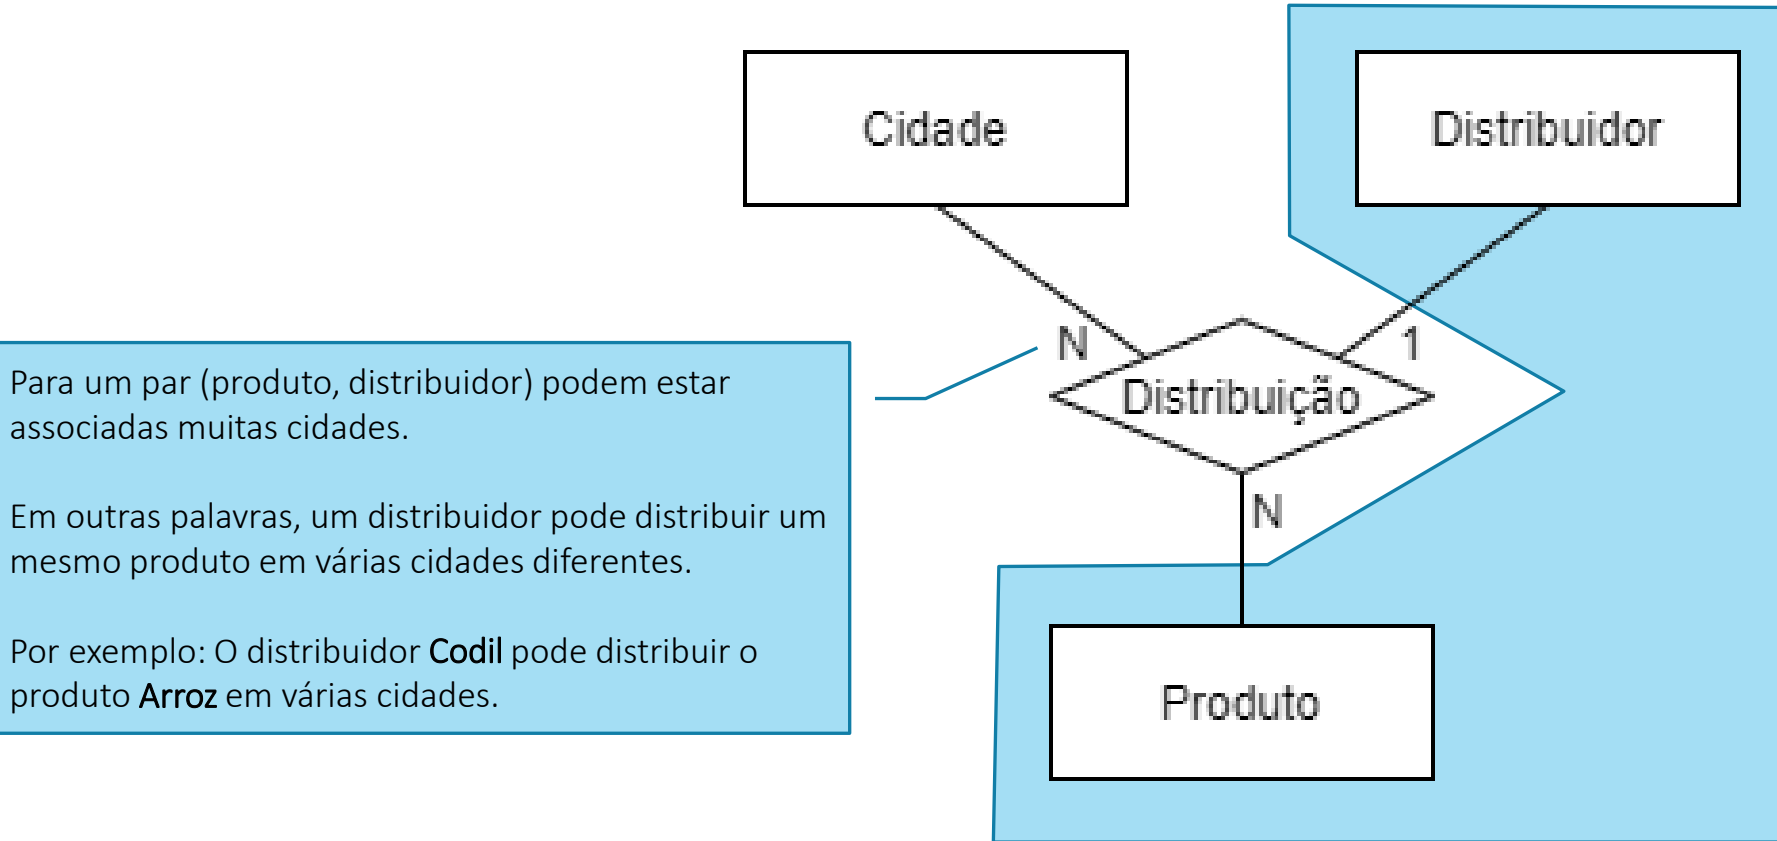 Cidade
Distribuidor
N
1
Distribuição
N
Produto
Para um par (produto, distribuidor) podem estar
associadas muitas cidades.
Em outras palavras, um distribuidor pode distribuir um
mesmo produto em várias cidades diferentes.
Por exemplo: O distribuidor Codil pode distribuir o
produto Arroz em várias cidades.